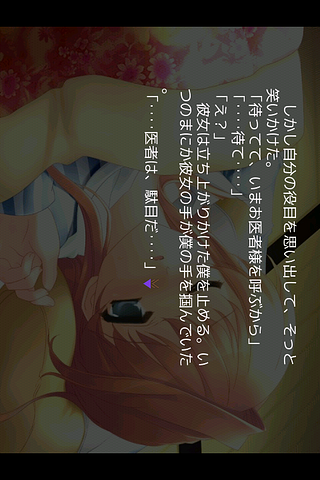 しかし自分の役目を思い出して、そっと
笑いかけた。
「待ってて、いまお医者様を呼ぶから」
「‥‥待て‥‥」
「え？」
彼女は立ち上がりかけた僕を止める。い
つのまにか彼女の手が僕の手を掴んでいた
。
「‥‥医者は、駄目だ‥‥」